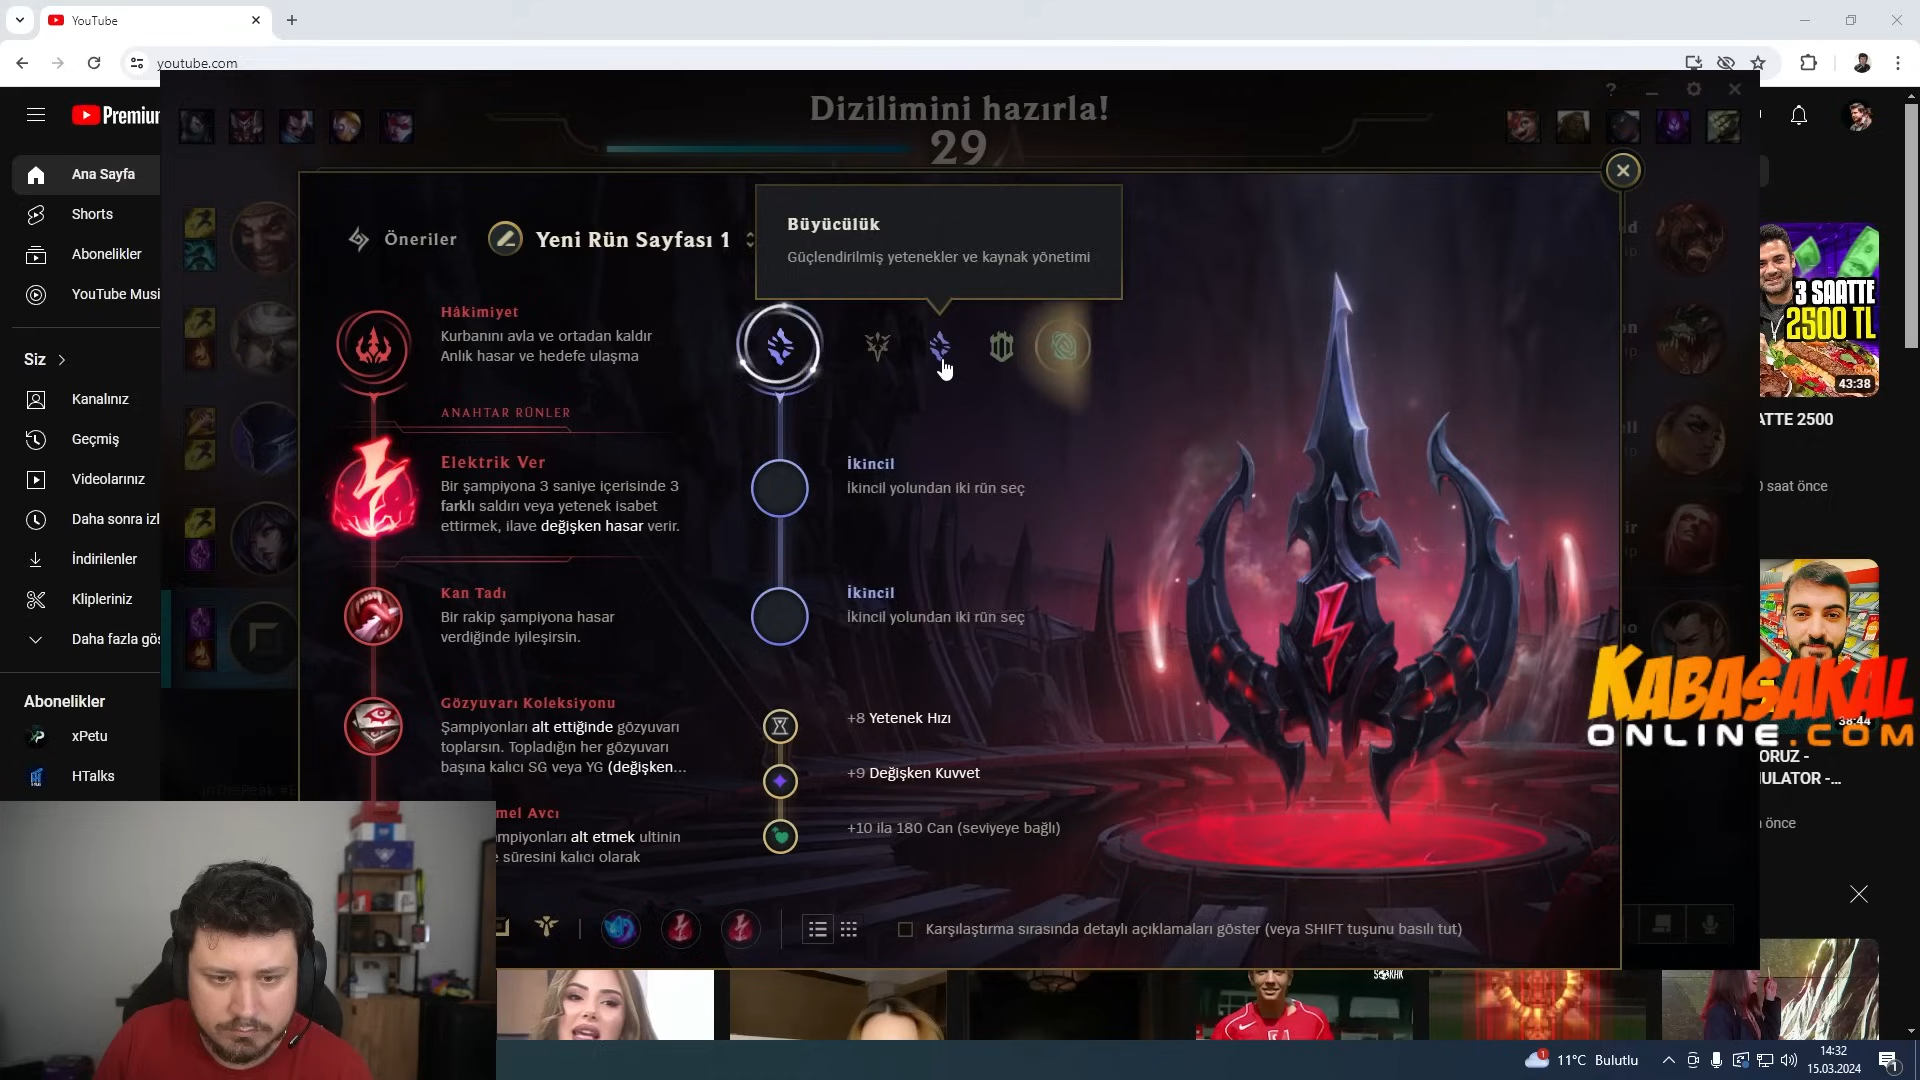 YouTube
youtube.com
Premium
Dizilimini hazırla!
29
Ana Sayfa
Shorts
Abonelikler
YouTube Musi
Siz
Kanalınız
Geçmiş
Videolarınız
Daha sonra izl
İndirilenler
Klipleriniz
Daha fazla gös
Abonelikler
xPetu
HTalks
Öneriler
Yeni Rün Sayfası 1
Büyücülük
Güçlendirilmiş yetenekler ve kaynak yönetimi
Hâkimiyet
Kurbanını avla ve ortadan kaldır
Anlık hasar ve hedefe ulaşma
ANAHTAR RÜNLER
Elektrik Ver
Bir şampiyona 3 saniye içerisinde 3
farklı saldırı veya yetenek isabet
ettirmek, ilave değişken hasar verir.
Kan Tadı
Bir rakip şampiyona hasar
verdiğinde iyileşirsin.
Gözyuvarı Koleksiyonu
Şampiyonları alt ettiğinde gözyuvarı
toplarsın. Topladığın her gözyuvarı
başına kalıcı SG veya YG (değişken...
mel Avcı
ampiyonları alt etmek ultinin
e süresini kalıcı olarak
İkincil
İkincil yolundan iki rün seç
İkincil
İkincil yolundan iki rün seç
+8 Yetenek Hızı
+9 Değişken Kuvvet
+10 ila 180 Can (seviyeye bağlı)
Karşılaştırma sırasında detaylı açıklamaları göster (veya SHIFT tuşunu basılı tut)
3 SAATTE
2500 TL
43:38
ATTE 2500
saat önce
KABASAKAL
ONLINE.COM
38:44
ORUZ -
ULATOR -...
önce
11°C Bulutlu
14:32
15.03.2024